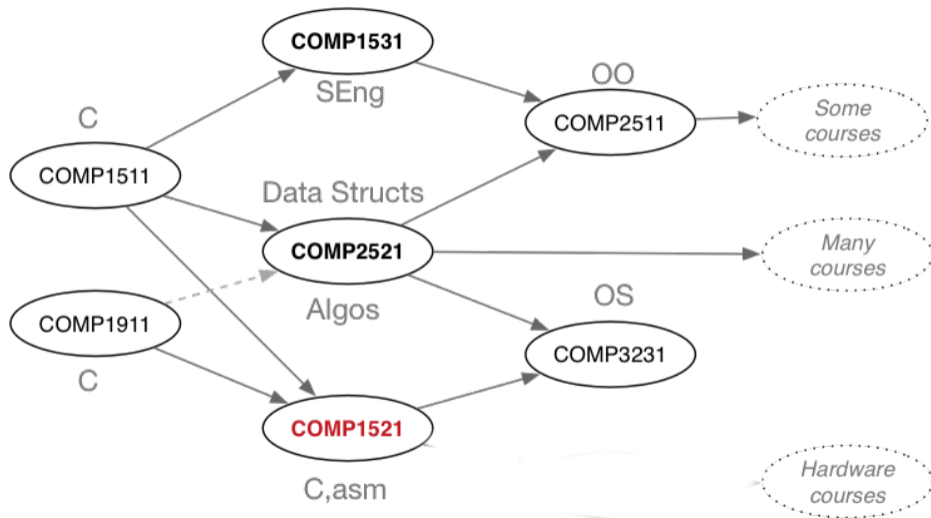 COMP1531
SEng
OO
COMP2511
Some
courses
C
COMP1511
Data Structs
COMP2521
Algos
Many
courses
COMP1911
C
OS
COMP3231
COMP1521
C,asm
Hardware
courses